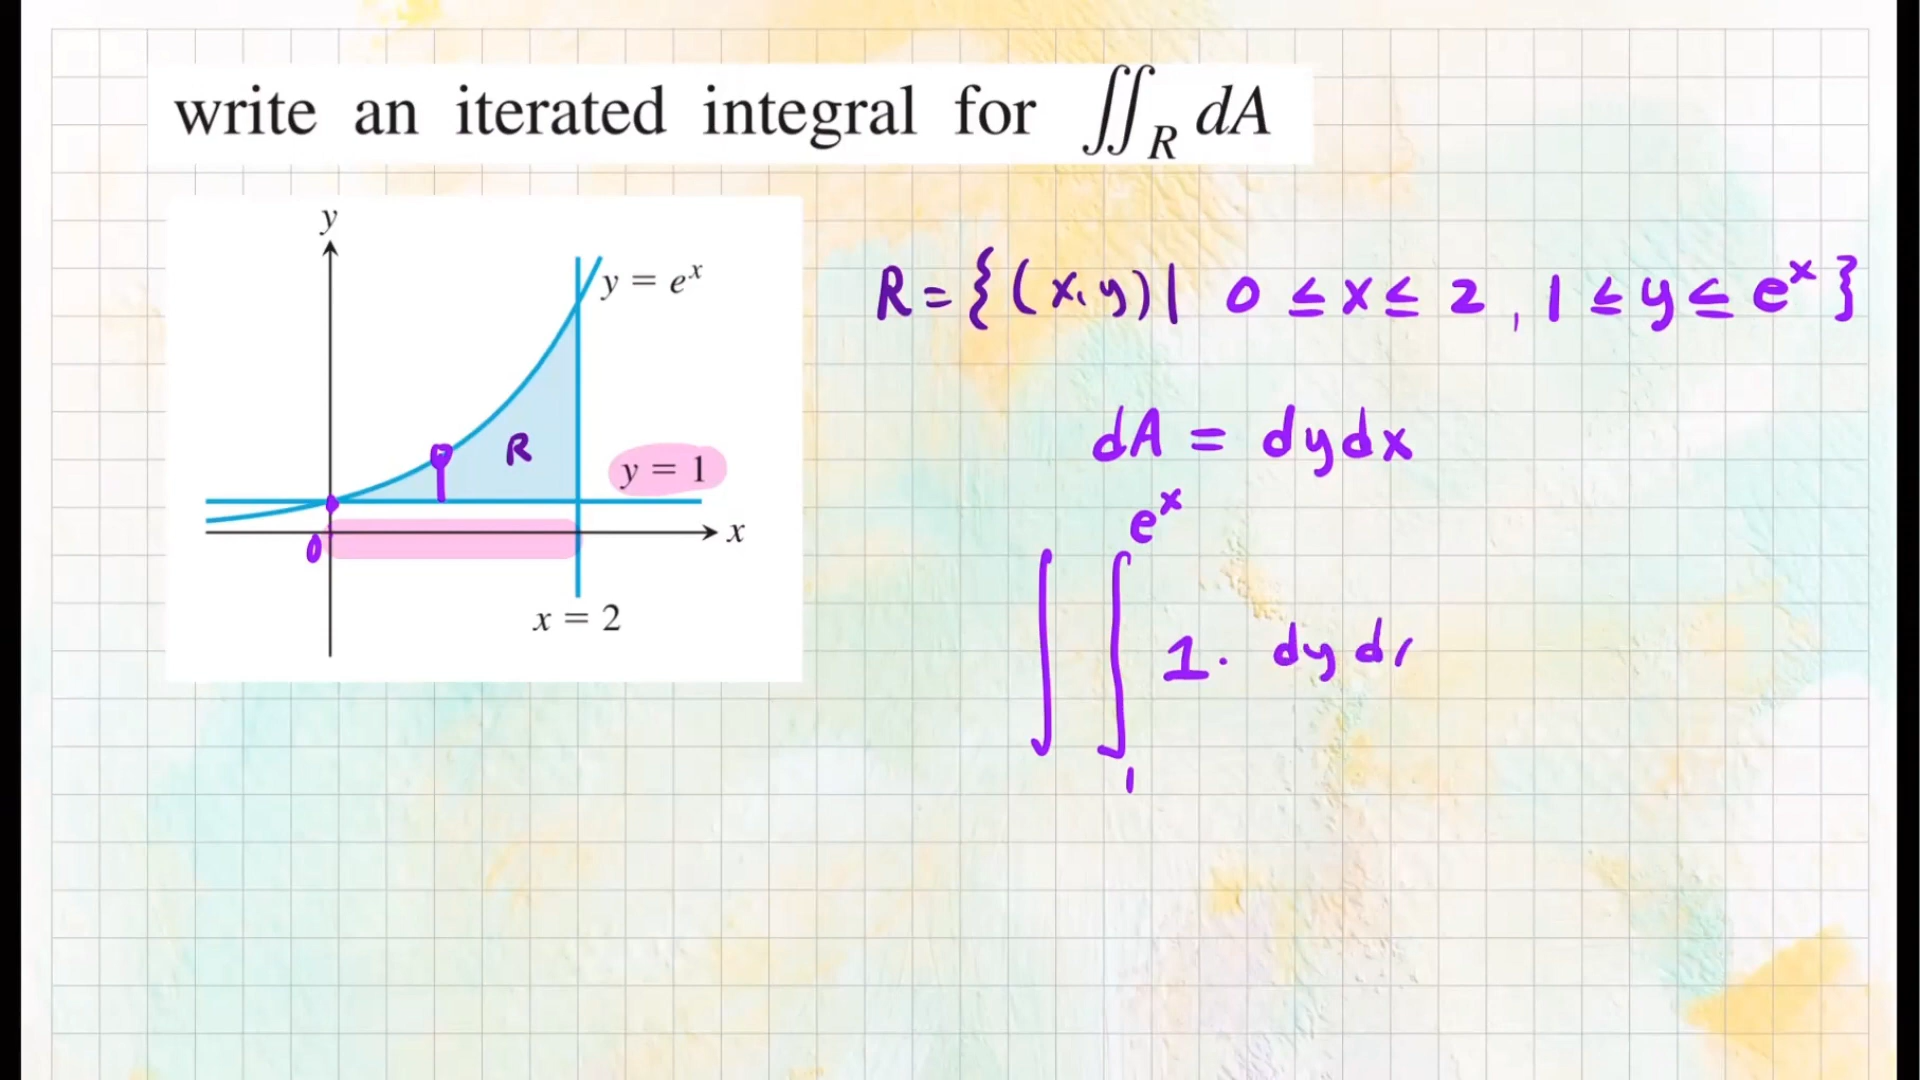 write an iterated integral for ∬_R dA
y
y = e^x
R = {(x,y) | 0 ≤ x ≤ 2, 1 ≤ y ≤ e^x}
R
y = 1
dA = dydx
0
x
x = 2
e^x
∫ ∫ 1. dy d
1